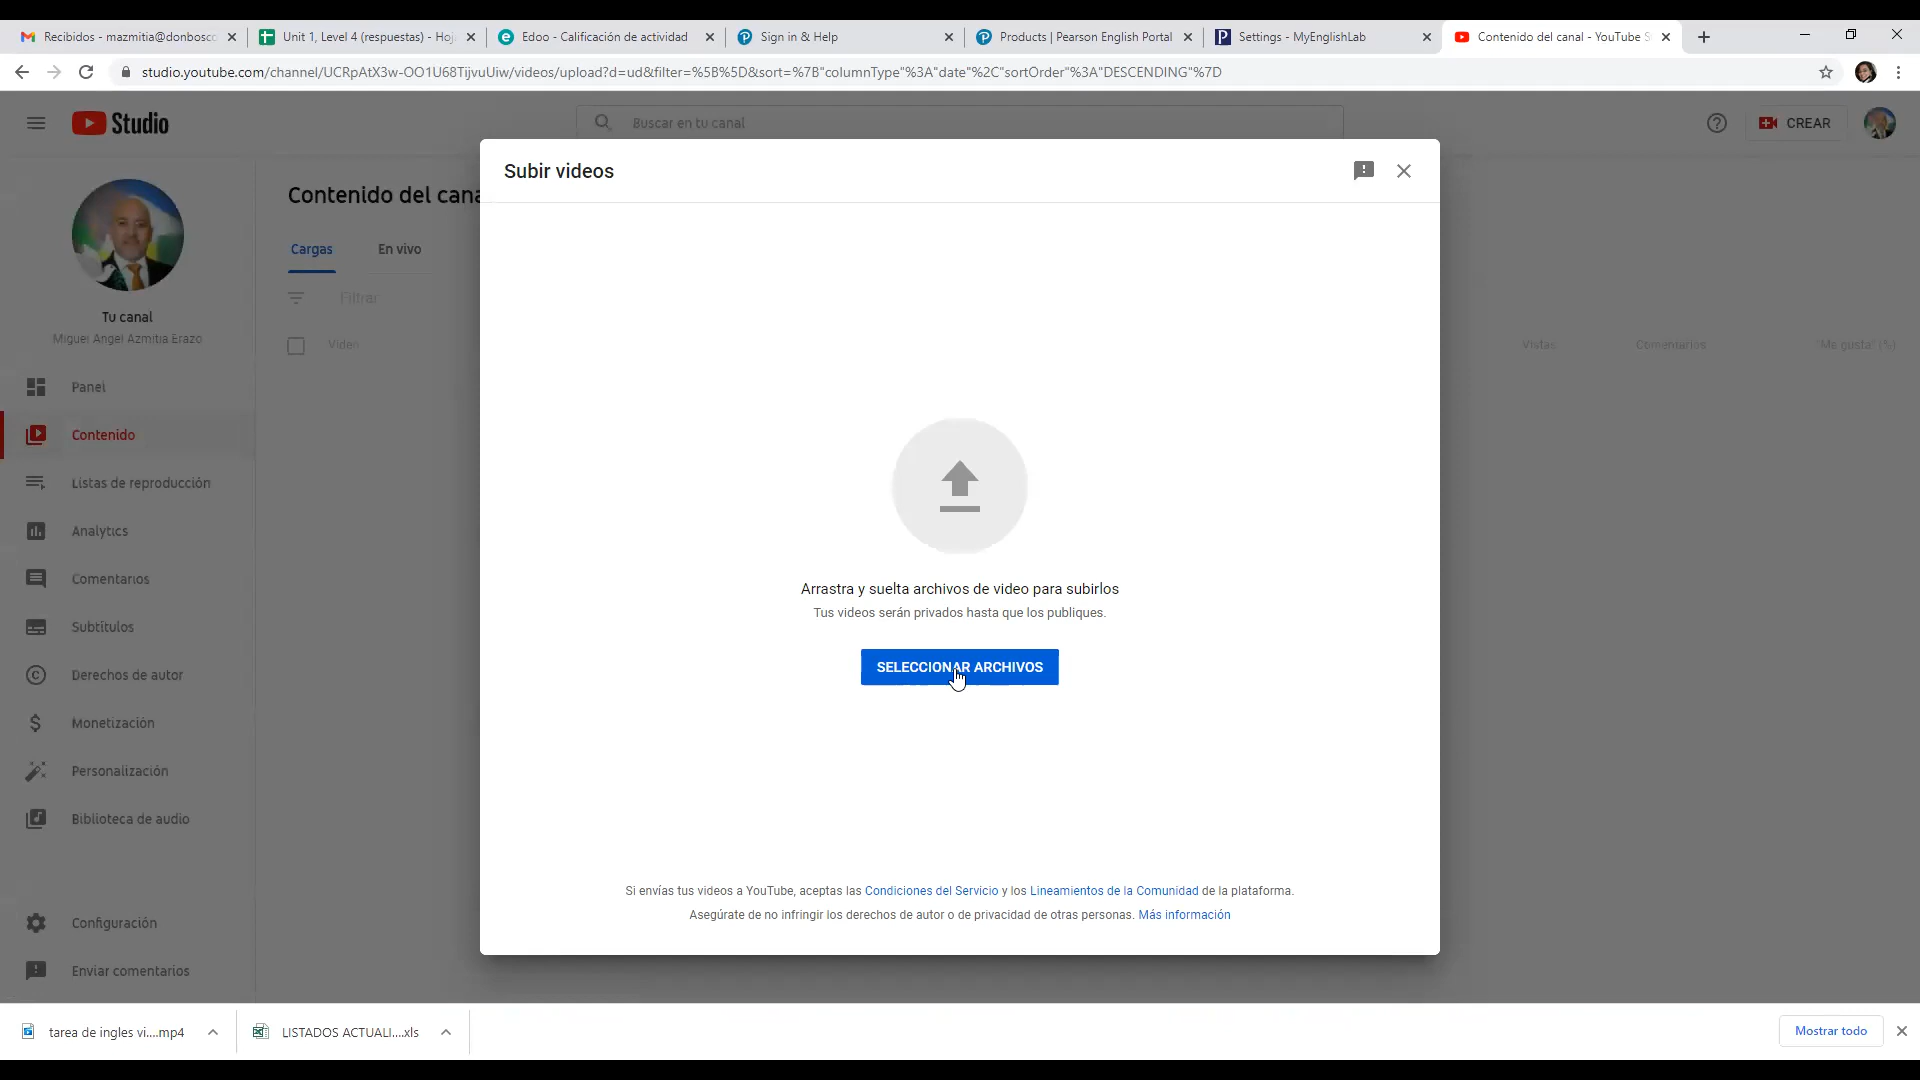 Recibidos - mazmitia@donbosco
Unit 1, Level 4 (respuestas) - Hoj
Edoo - Calificación de actividad
Sign in & Help
Products | Pearson English Portal
Settings - MyEnglishLab
Contenido del canal - YouTube S
studio.youtube.com/channel/UCRpAtX3w-OO1U68TijvuUiw/videos/upload?d=ud&filter=%5B%5D&sort=%7B"columnType"%3A"date"%2C"sortOrder"%3A"DESCENDING"%7D
Studio
Buscar en tu canal
CREAR
Subir videos
Contenido del cana
Cargas
En vivo
Filtrar
Video
Vistas
Comentarios
"Me gusta" (%)
Tu canal
Miguel Angel Azmitia Erazo
Panel
Contenido
Listas de reproducción
Analytics
Comentarios
Subtítulos
Derechos de autor
Monetización
Personalización
Biblioteca de audio
Configuración
Enviar comentarios
Arrastra y suelta archivos de video para subirlos
Tus videos serán privados hasta que los publiques.
SELECCIONAR ARCHIVOS
Si envías tus videos a YouTube, aceptas las Condiciones del Servicio y los Lineamientos de la Comunidad de la plataforma.
Asegúrate de no infringir los derechos de autor o de privacidad de otras personas. Más información
tarea de ingles vi....mp4
LISTADOS ACTUALI....xls
Mostrar todo